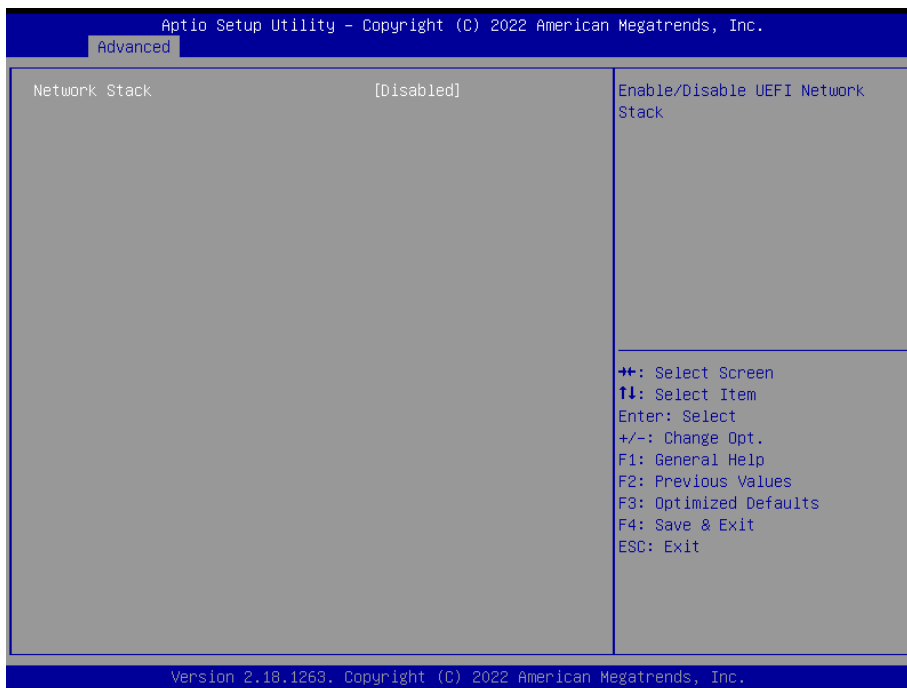 Aptio Setup Utility – Copyright (C) 2022 American Megatrends, Inc.
Advanced
Network Stack [Disabled]
Enable/Disable UEFI Network
Stack
→←: Select Screen
↑↓: Select Item
Enter: Select
+/-: Change Opt.
F1: General Help
F2: Previous Values
F3: Optimized Defaults
F4: Save & Exit
ESC: Exit
Version 2.18.1263. Copyright (C) 2022 American Megatrends, Inc.